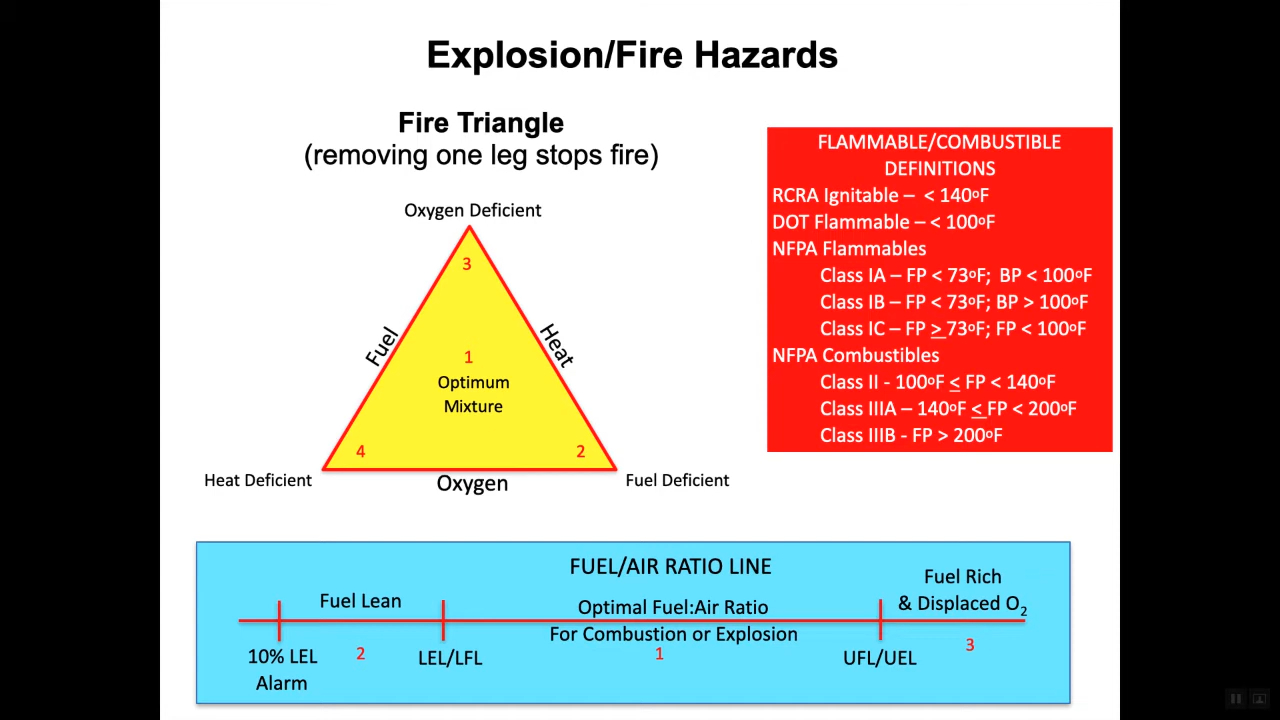 Explosion/Fire Hazards
Fire Triangle
(removing one leg stops fire)
Oxygen Deficient
3
Fuel
Heat
1
Optimum
Mixture
4
2
Heat Deficient
Oxygen
Fuel Deficient
FLAMMABLE/COMBUSTIBLE
DEFINITIONS
RCRA Ignitable – < 140ºF
DOT Flammable – < 100ºF
NFPA Flammables
Class IA – FP < 73ºF; BP < 100ºF
Class IB – FP < 73ºF; BP > 100ºF
Class IC – FP > 73ºF; FP < 100ºF
NFPA Combustibles
Class II - 100ºF < FP < 140ºF
Class IIIA – 140ºF < FP < 200ºF
Class IIIB - FP > 200ºF
FUEL/AIR RATIO LINE
Fuel Lean
Optimal Fuel:Air Ratio
For Combustion or Explosion
Fuel Rich
& Displaced O₂
10% LEL
Alarm
2
LEL/LFL
1
UFL/UEL
3